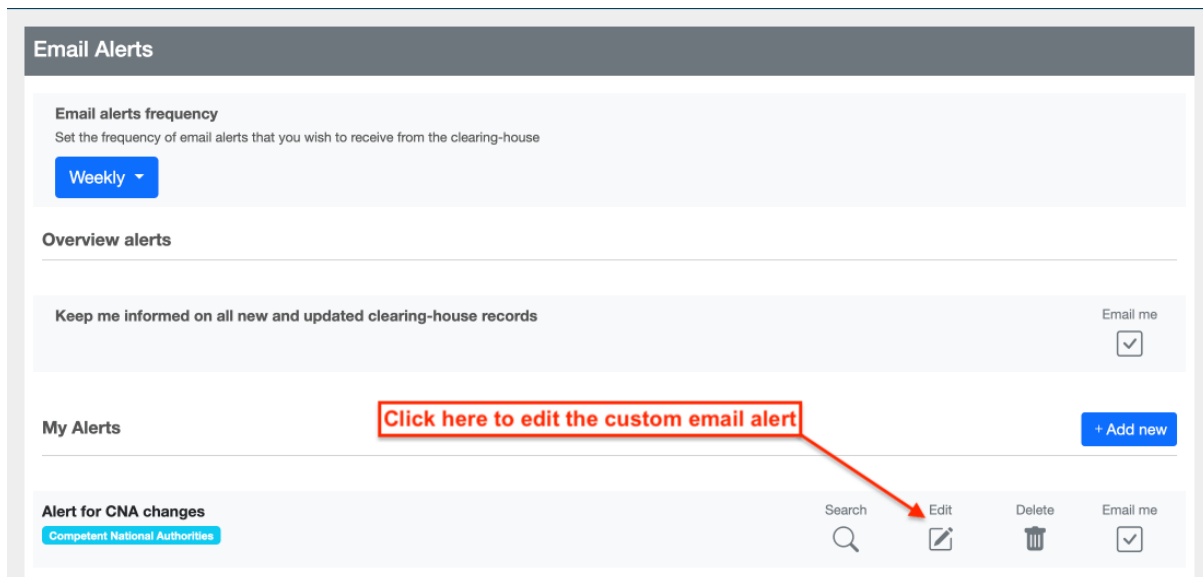 Email Alerts
Email alerts frequency
Set the frequency of email alerts that you wish to receive from the clearing-house
Weekly
Overview alerts
Keep me informed on all new and updated clearing-house records
Email me
Click here to edit the custom email alert
My Alerts
+ Add new
Alert for CNA changes
Search Edit Delete Email me
Competent National Authorities